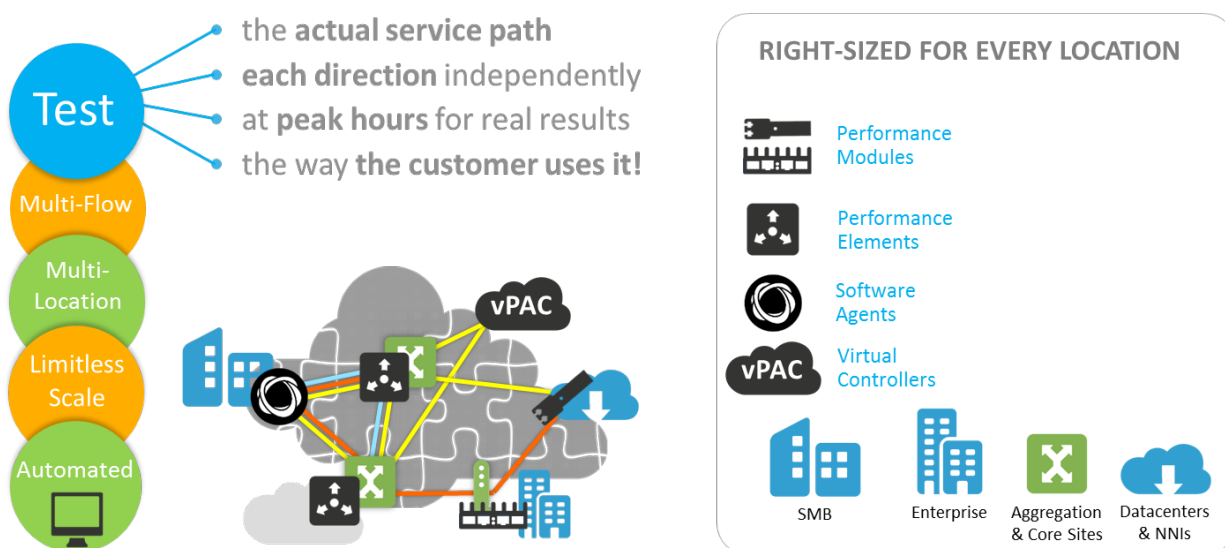 Test
the actual service path
each direction independently
at peak hours for real results
the way the customer uses it!
Multi-Flow
Multi-
Location
Limitless
Scale
Automated
vPAC
RIGHT-SIZED FOR EVERY LOCATION
Performance
Modules
Performance
Elements
Software
Agents
vPAC
Virtual
Controllers
SMB
Enterprise
Aggregation
& Core Sites
Datacenters
& NNIs